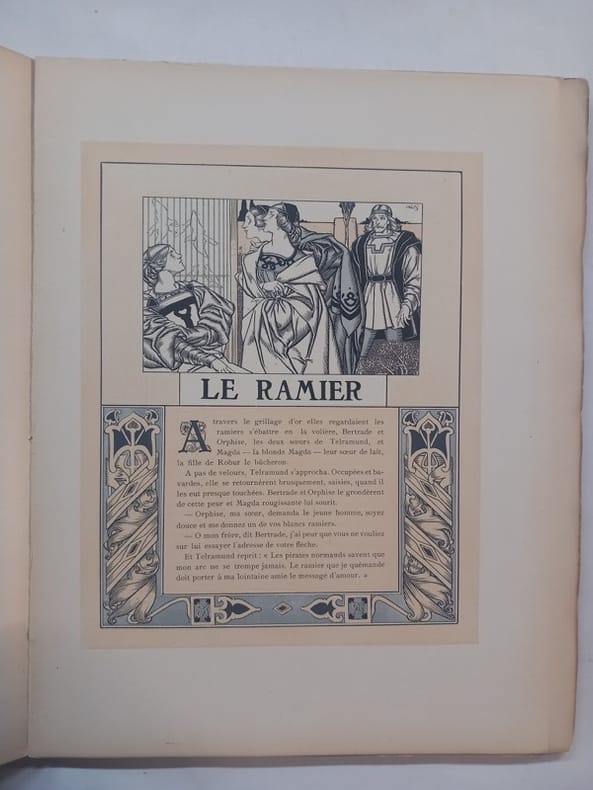 LE RAMIER
A travers le grillage d'or elles regardaient les
ramiers s'ébattre en la volière, Bertrade et
Orphise, les deux sœurs de Telramund, et
Magda — la blonde Magda — leur sœur de lait,
la fille de Robur le bûcheron.
A pas de velours, Telramund s'approcha. Occupées et ba-
vardes, elle se retournèrent brusquement, saisies, quand il
les eut presque touchées. Bertrade et Orphise le grondèrent
de cette peur et Magda rougissante lui sourit.
— Orphise, ma sœur, demanda le jeune homme, soyez
douce et me donnez un de vos blancs ramiers.
— O mon frère, dit Bertrade, j'ai peur que vous ne vouliez
sur lui essayer l'adresse de votre flèche.
Et Telramund reprit : « Les pirates normands savent que
mon arc ne se trompe jamais. Le ramier que je quémande
doit porter à ma lointaine amie le message d'amour. »